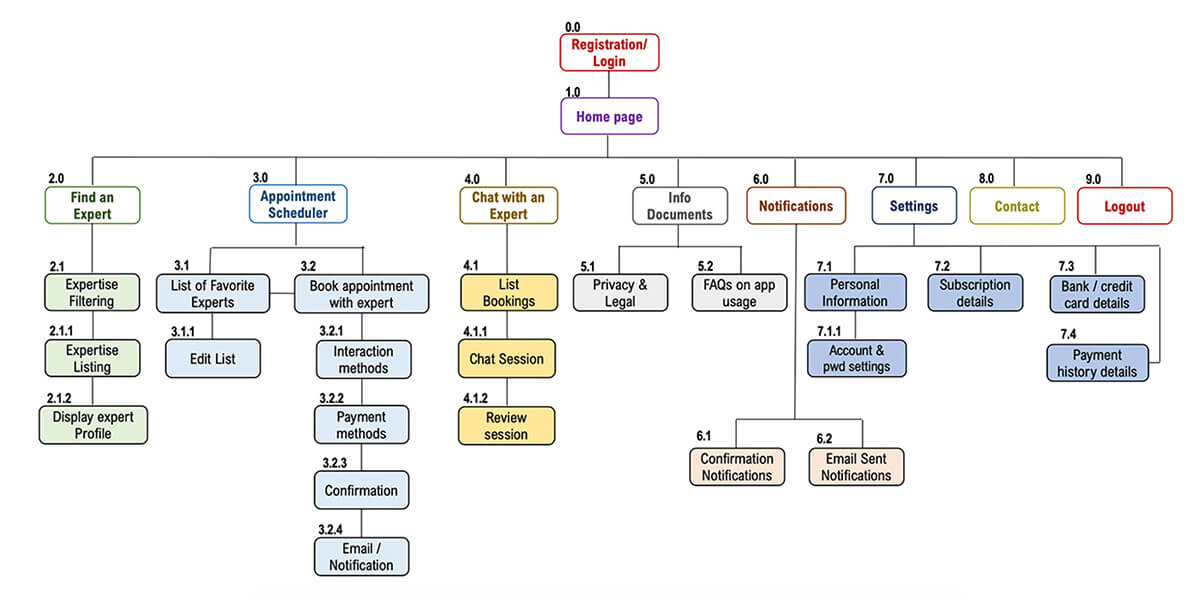 0.0
Registration/
Login
1.0
Home page
2.0
Find an
Expert
3.0
Appointment
Scheduler
4.0
Chat with an
Expert
5.0
Info
Documents
6.0
Notifications
7.0
Settings
8.0
Contact
9.0
Logout
2.1
Expertise
Filtering
2.1.1
Expertise
Listing
2.1.2
Display expert
Profile
3.1
List of Favorite
Experts
3.1.1
Edit List
3.2
Book appointment
with expert
3.2.1
Interaction
methods
3.2.2
Payment
methods
3.2.3
Confirmation
3.2.4
Email /
Notification
4.1
List
Bookings
4.1.1
Chat Session
4.1.2
Review
session
5.1
Privacy &
Legal
5.2
FAQs on app
usage
6.1
Confirmation
Notifications
6.2
Email Sent
Notifications
7.1
Personal
Information
7.1.1
Account &
pwd settings
7.2
Subscription
details
7.3
Bank / credit
card details
7.4
Payment
history details